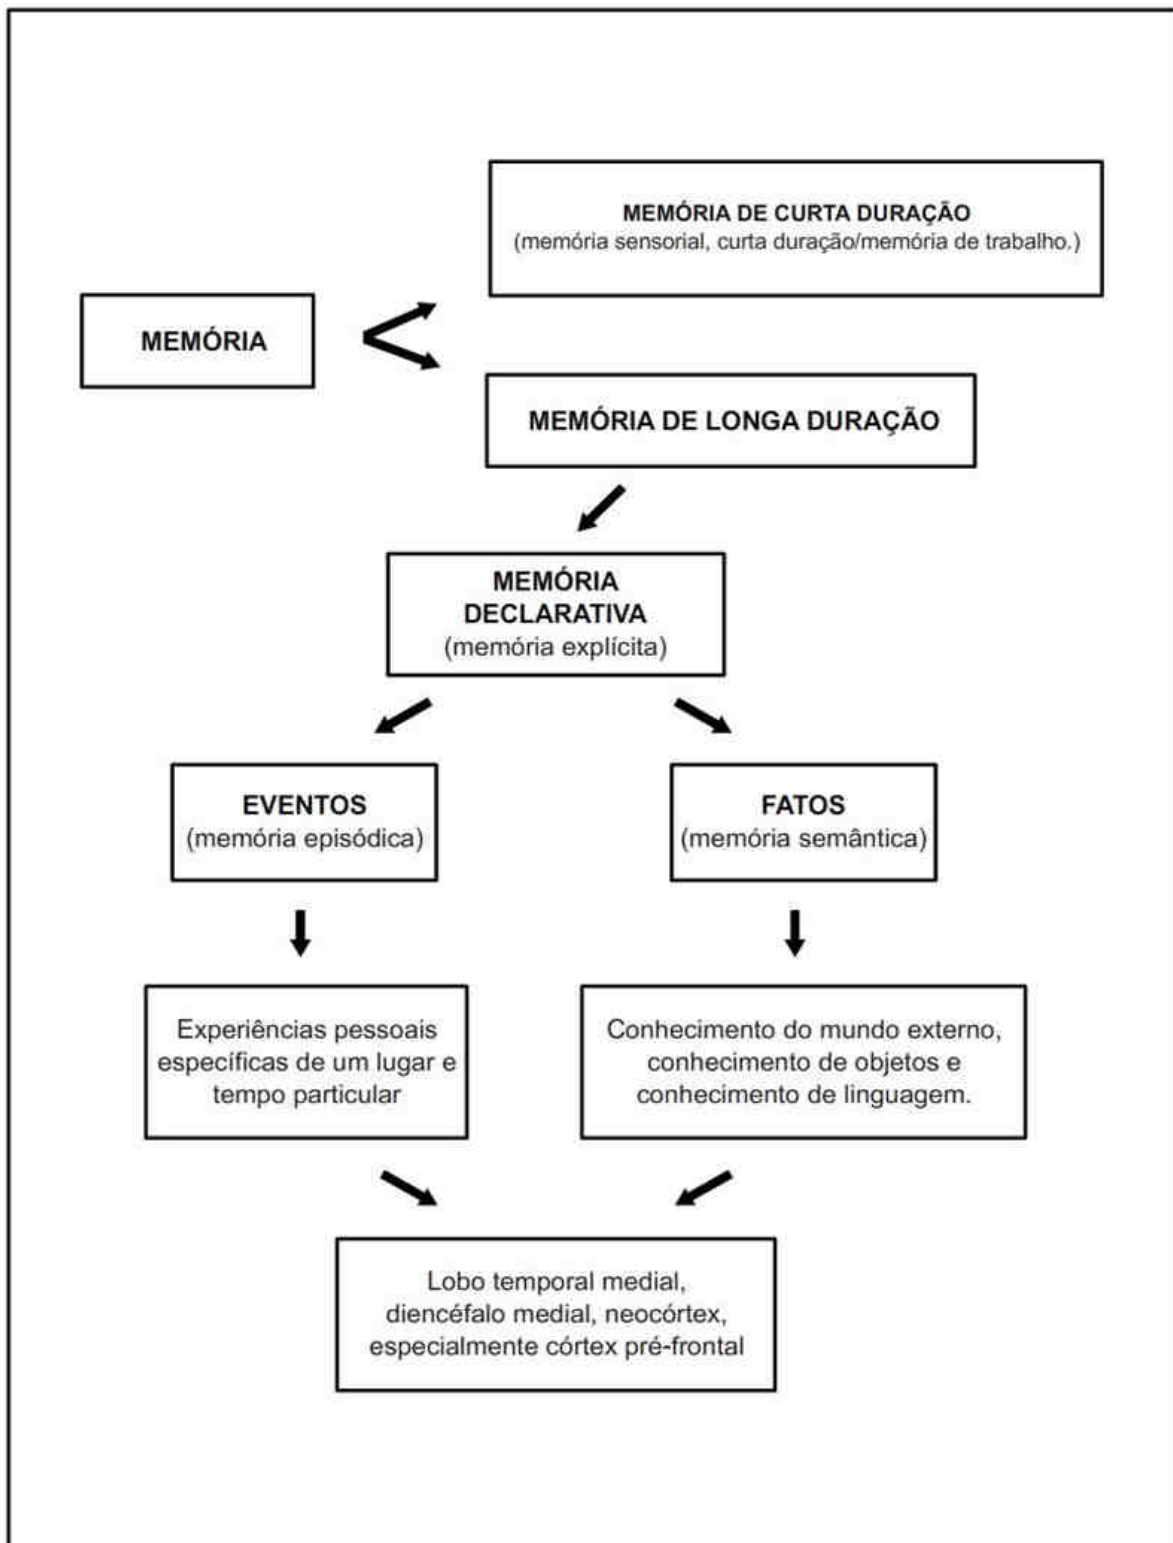 MEMÓRIA DE CURTA DURAÇÃO
(memória sensorial, curta duração/memória de trabalho.)
MEMÓRIA
MEMÓRIA DE LONGA DURAÇÃO
MEMÓRIA
DECLARATIVA
(memória explícita)
EVENTOS
(memória episódica)
FATOS
(memória semântica)
Experiências pessoais
específicas de um lugar e
tempo particular
Conhecimento do mundo externo,
conhecimento de objetos e
conhecimento de linguagem.
Lobo temporal medial,
diencéfalo medial, neocórtex,
especialmente córtex pré-frontal